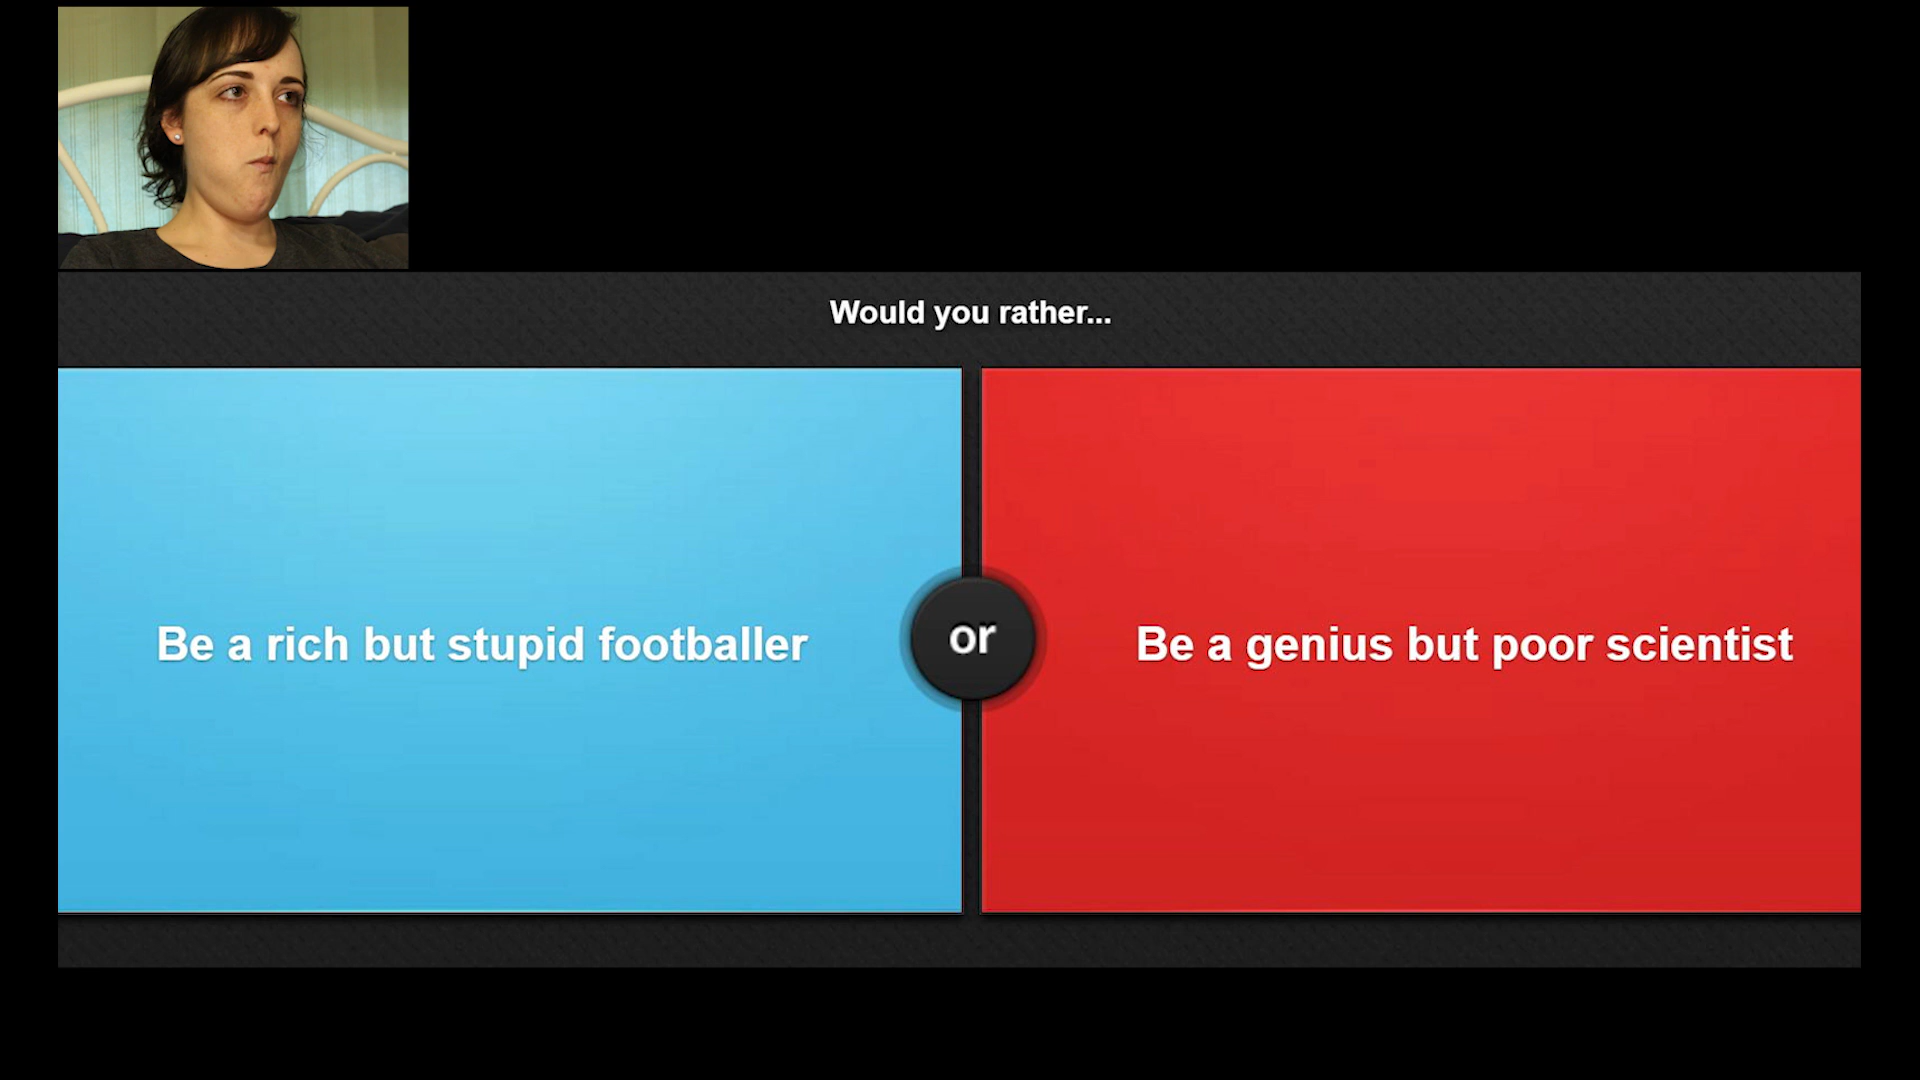 Would you rather...
Be a rich but stupid footballer
or
Be a genius but poor scientist